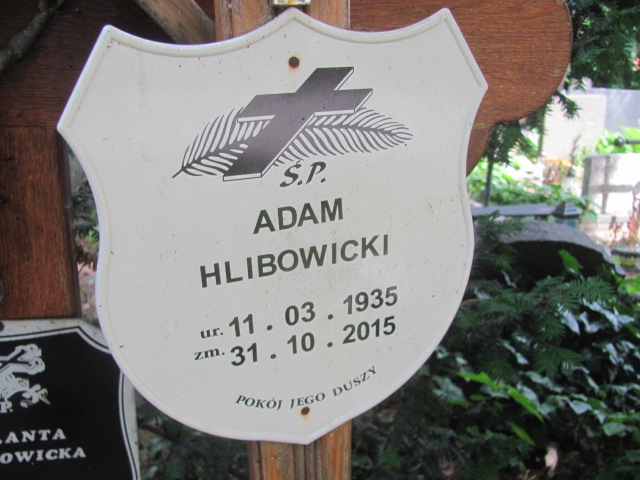 Ś.P.
ADAM
HLIBOWICKI
ur. 11 . 03 . 1935
zm. 31 . 10 . 2015
POKÓJ JEGO DUSZY
P.
LANTA
OWICKA